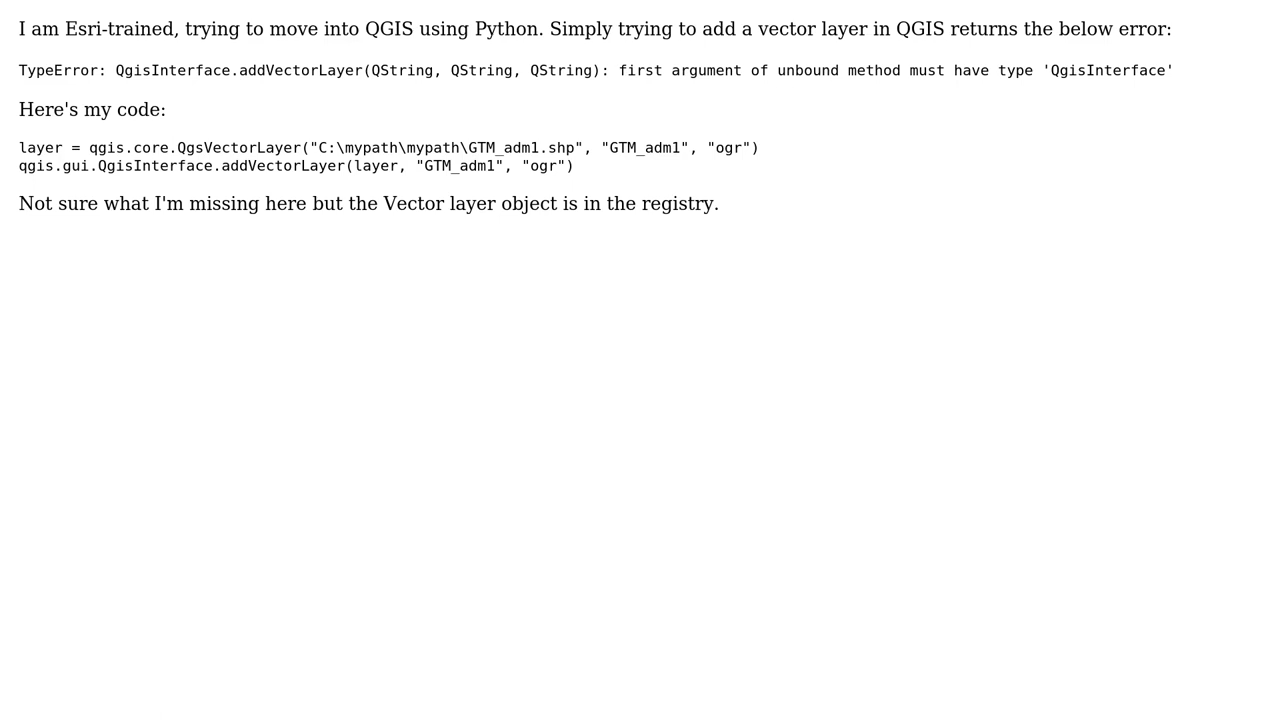 I am Esri-trained, trying to move into QGIS using Python. Simply trying to add a vector layer in QGIS returns the below error:
TypeError: QgisInterface.addVectorLayer(QString, QString, QString): first argument of unbound method must have type 'QgisInterface'
Here's my code:
layer = qgis.core.QgsVectorLayer("C:\mypath\mypath\GTM_adm1.shp", "GTM_adm1", "ogr")
qgis.gui.QgisInterface.addVectorLayer(layer, "GTM_adm1", "ogr")
Not sure what I'm missing here but the Vector layer object is in the registry.